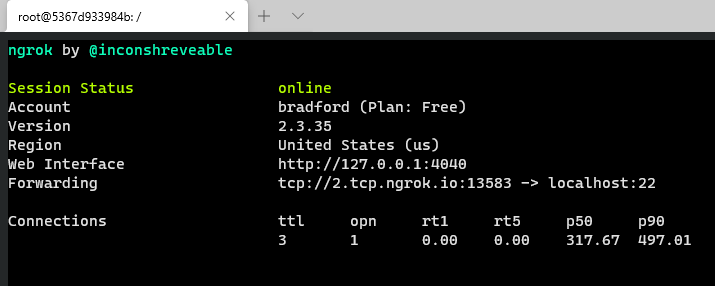 root@5367d933984b: /
ngrok by @inconshreveable
Session Status online
Account bradford (Plan: Free)
Version 2.3.35
Region United States (us)
Web Interface http://127.0.0.1:4040
Forwarding tcp://2.tcp.ngrok.io:13583 -> localhost:22
Connections ttl opn rt1 rt5 p50 p90
3 1 0.00 0.00 317.67 497.01